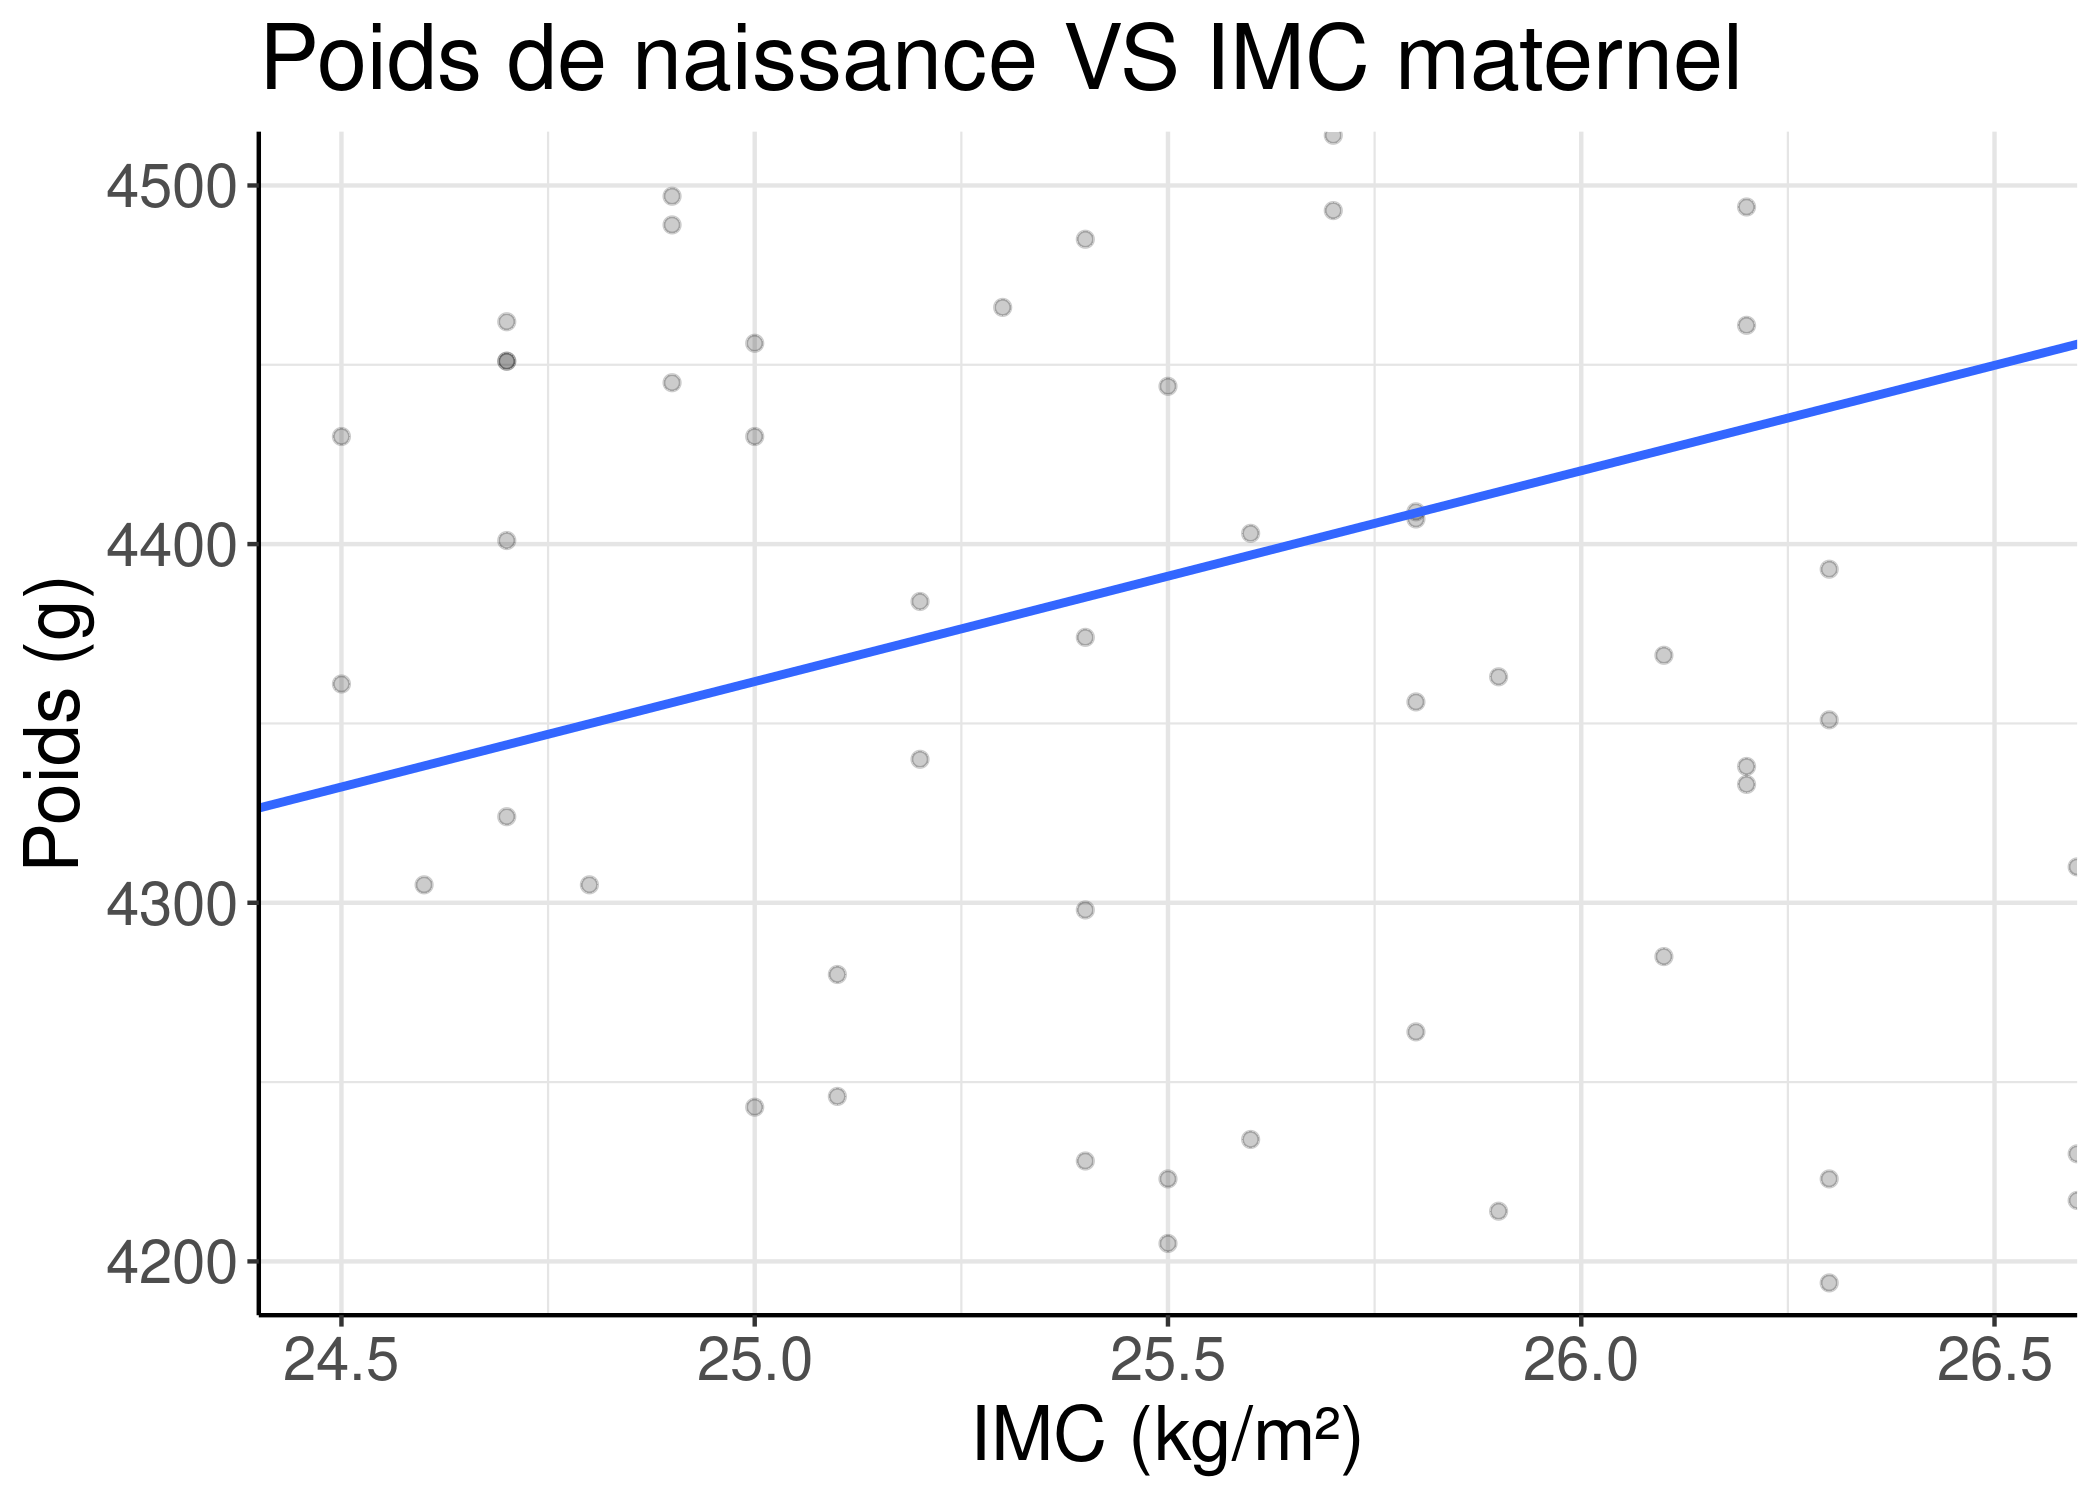 Poids de naissance VS IMC maternel
4500
4400
4300
4200
Poids (g)
24.5 25.0 25.5 26.0 26.5
IMC (kg/m²)